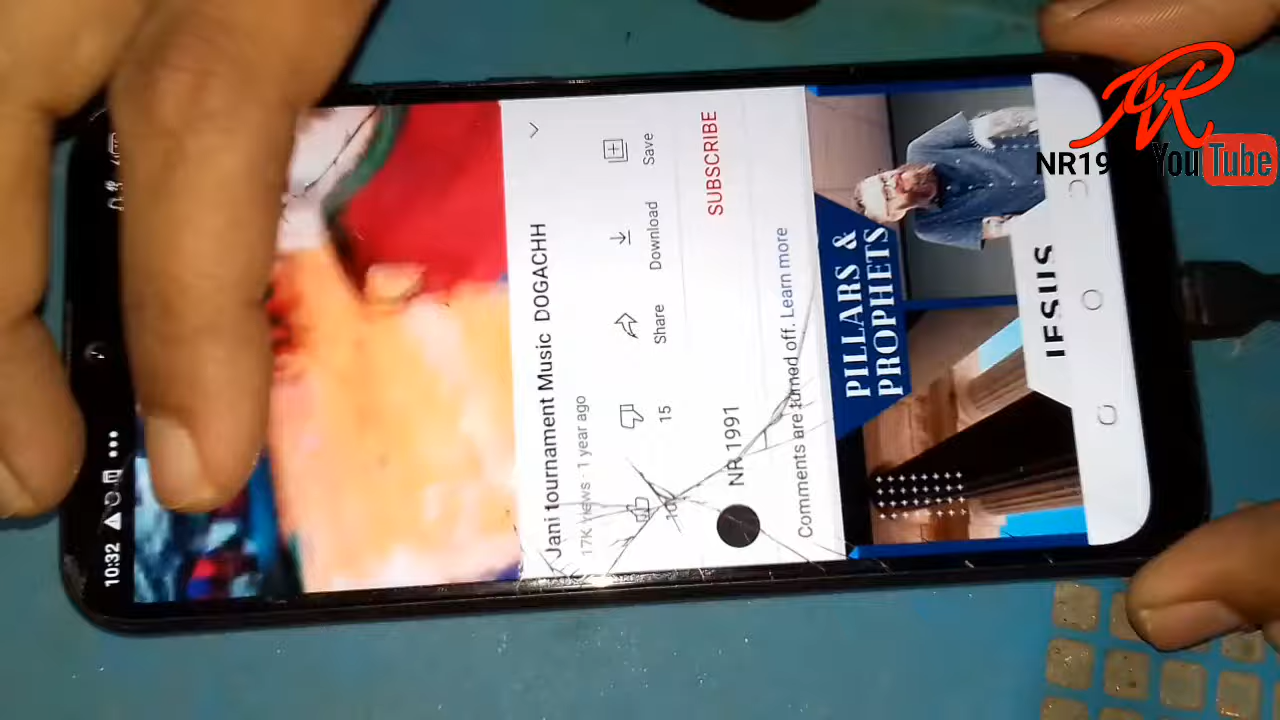 10:32
Jani tournament Music DOGACHH
17K views · 1 year ago
15
Share
Download
Save
NR 1991
SUBSCRIBE
Comments are turned off. Learn more
PILLARS &
PROPHETS
JESUS
NR19
YouTube